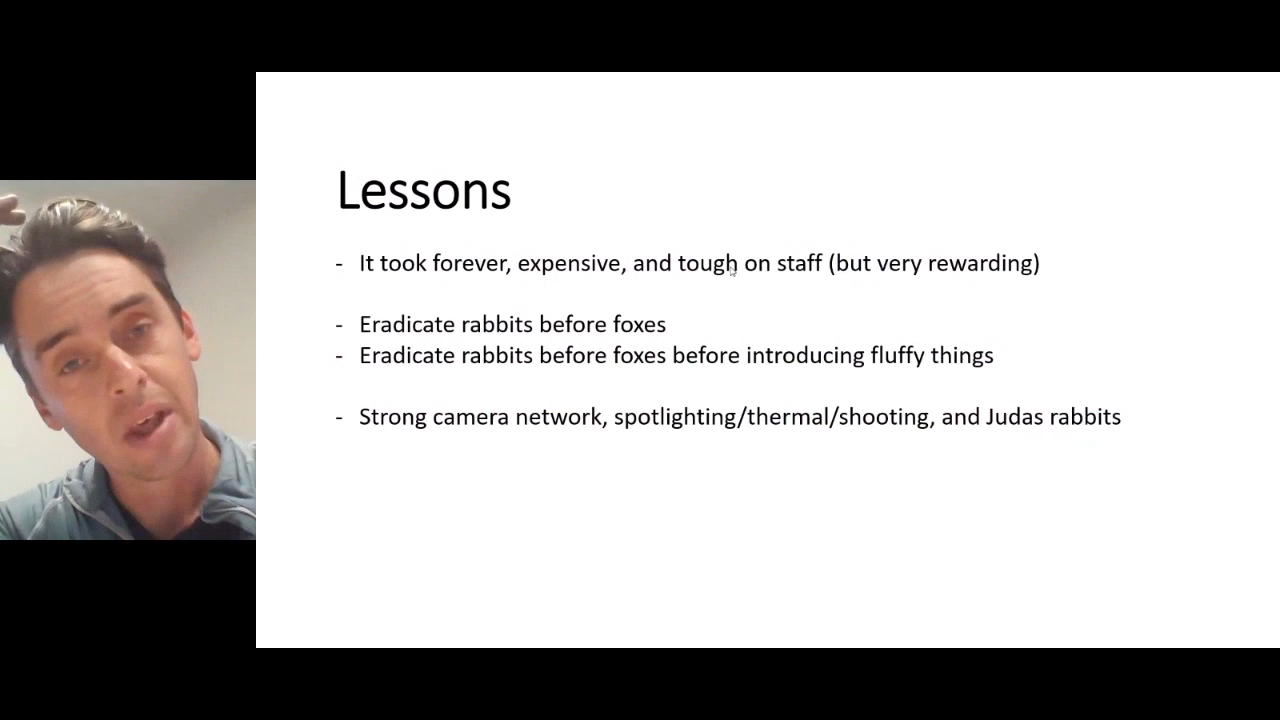 Lessons
- It took forever, expensive, and tough on staff (but very rewarding)
- Eradicate rabbits before foxes
- Eradicate rabbits before foxes before introducing fluffy things
- Strong camera network, spotlighting/thermal/shooting, and Judas rabbits